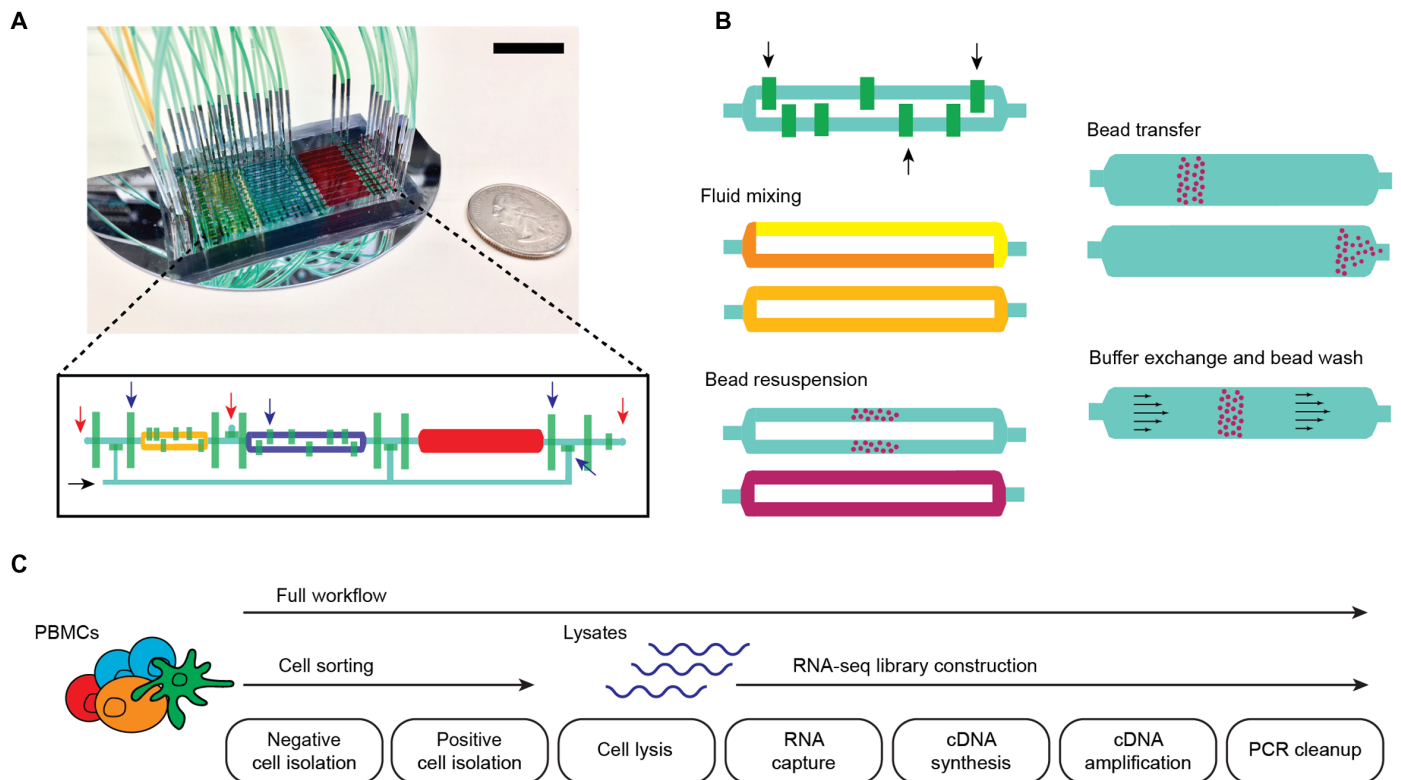 A
B
Bead transfer
Fluid mixing
Buffer exchange and bead wash
Bead resuspension
C
Full workflow
PBMCs
Lysates
Cell sorting
RNA-seq library construction
Negative
cell isolation
Positive
cell isolation
Cell lysis
RNA
capture
cDNA
synthesis
cDNA
amplification
PCR cleanup